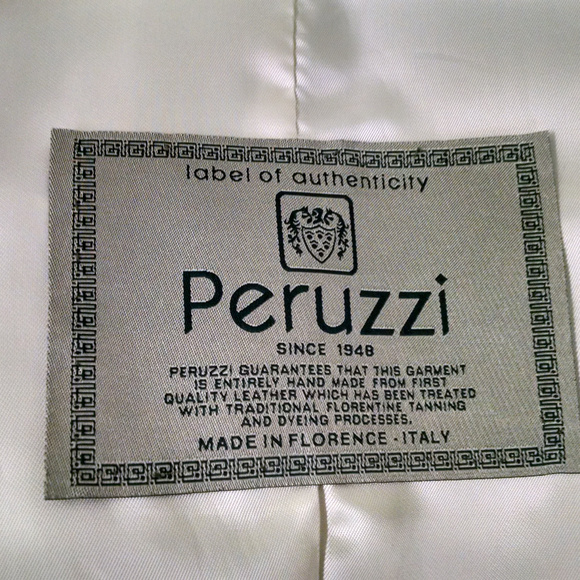 label of authenticity
Peruzzi
SINCE 1948
PERUZZI GUARANTEES THAT THIS GARMENT
IS ENTIRELY HAND MADE FROM FIRST
QUALITY LEATHER WHICH HAS BEEN TREATED
WITH TRADITIONAL FLORENTINE TANNING
AND DYEING PROCESSES.
MADE IN FLORENCE - ITALY